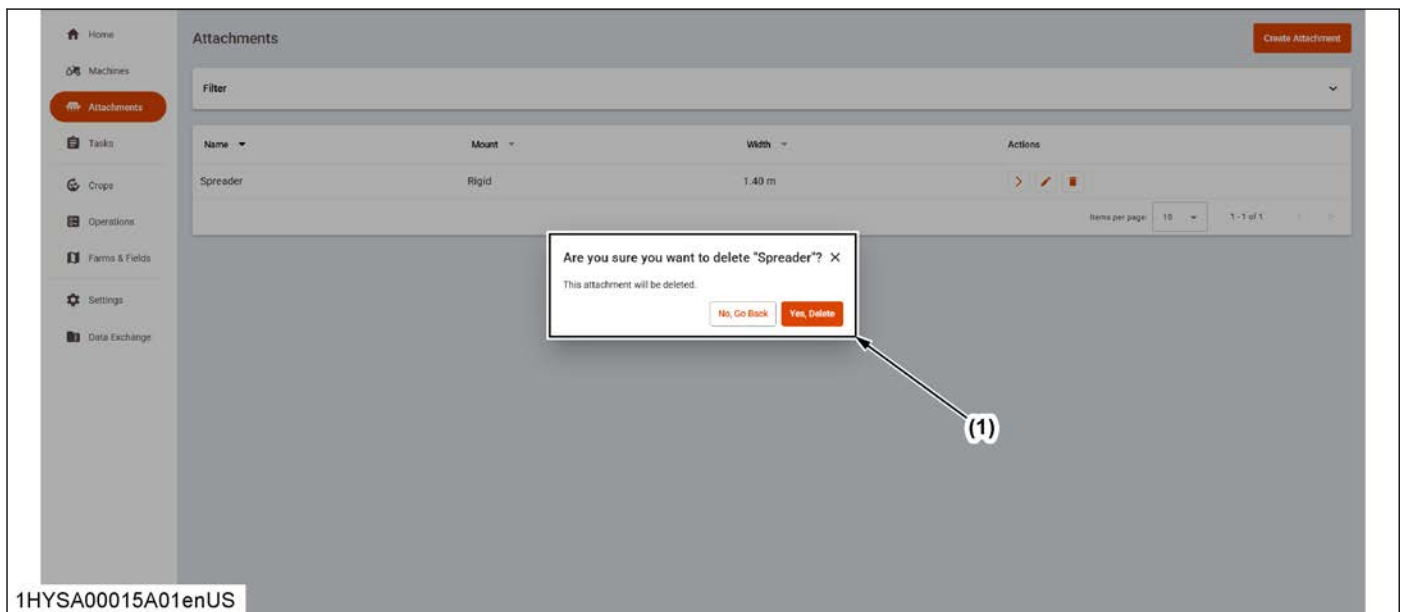 Home
Attachments
Create Attachment
Machines
Filter
Attachments
Tasks
Name
Mount
Width
Actions
Crops
Spreader
Rigid
1.40 m
Operations
Items per page:
10
1 - 1 of 1
Farms & Fields
Are you sure you want to delete "Spreader"?
This attachment will be deleted.
Settings
No, Go Back
Yes, Delete
Data Exchange
(1)
1HYSA00015A01enUS